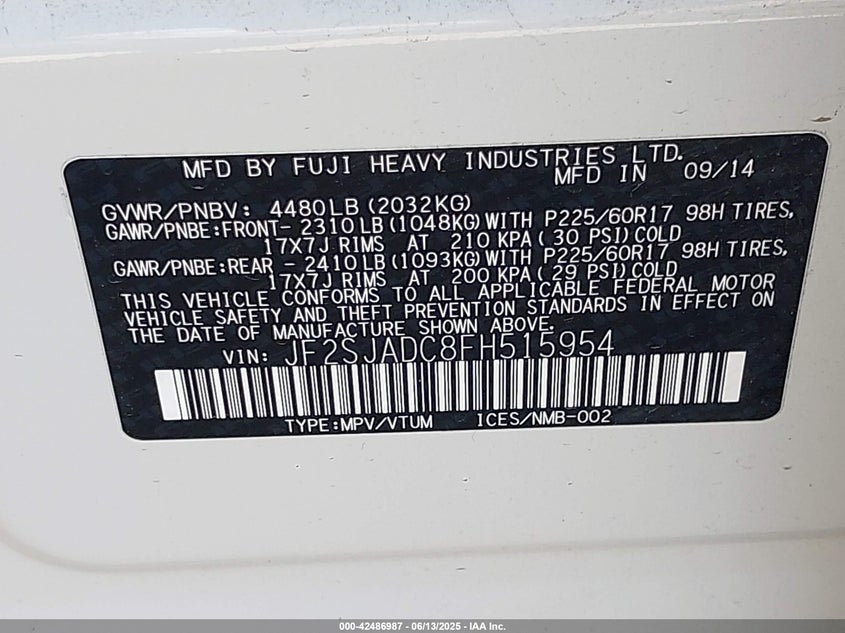 MFD BY FUJI HEAVY INDUSTRIES LTD.
MFD IN 09/14
GVWR/PNBV: 4480LB(2032KG)
GAWR/PNBE:FRONT- 2310LB(1048KG)WITH P225/60R17 98H TIRES,
17X7J RIMS AT 210 KPA(30 PSI)COLD
GAWR/PNBE:REAR - 2410LB(1093KG)WITH P225/60R17 98H TIRES,
17X7J RIMS AT 200 KPA(29 PSI)COLD
THIS VEHICLE CONFORMS TO ALL APPLICABLE FEDERAL MOTOR
VEHICLE SAFETY AND THEFT PREVENTION STANDARDS IN EFFECT ON
THE DATE OF MANUFACTURE SHOWN ABOVE.
VIN: JF2SJADC8FH515954
TYPE:MPV/VTUM ICES/NMB-002
000-42486987 - 06/13/2025 - IAA Inc.